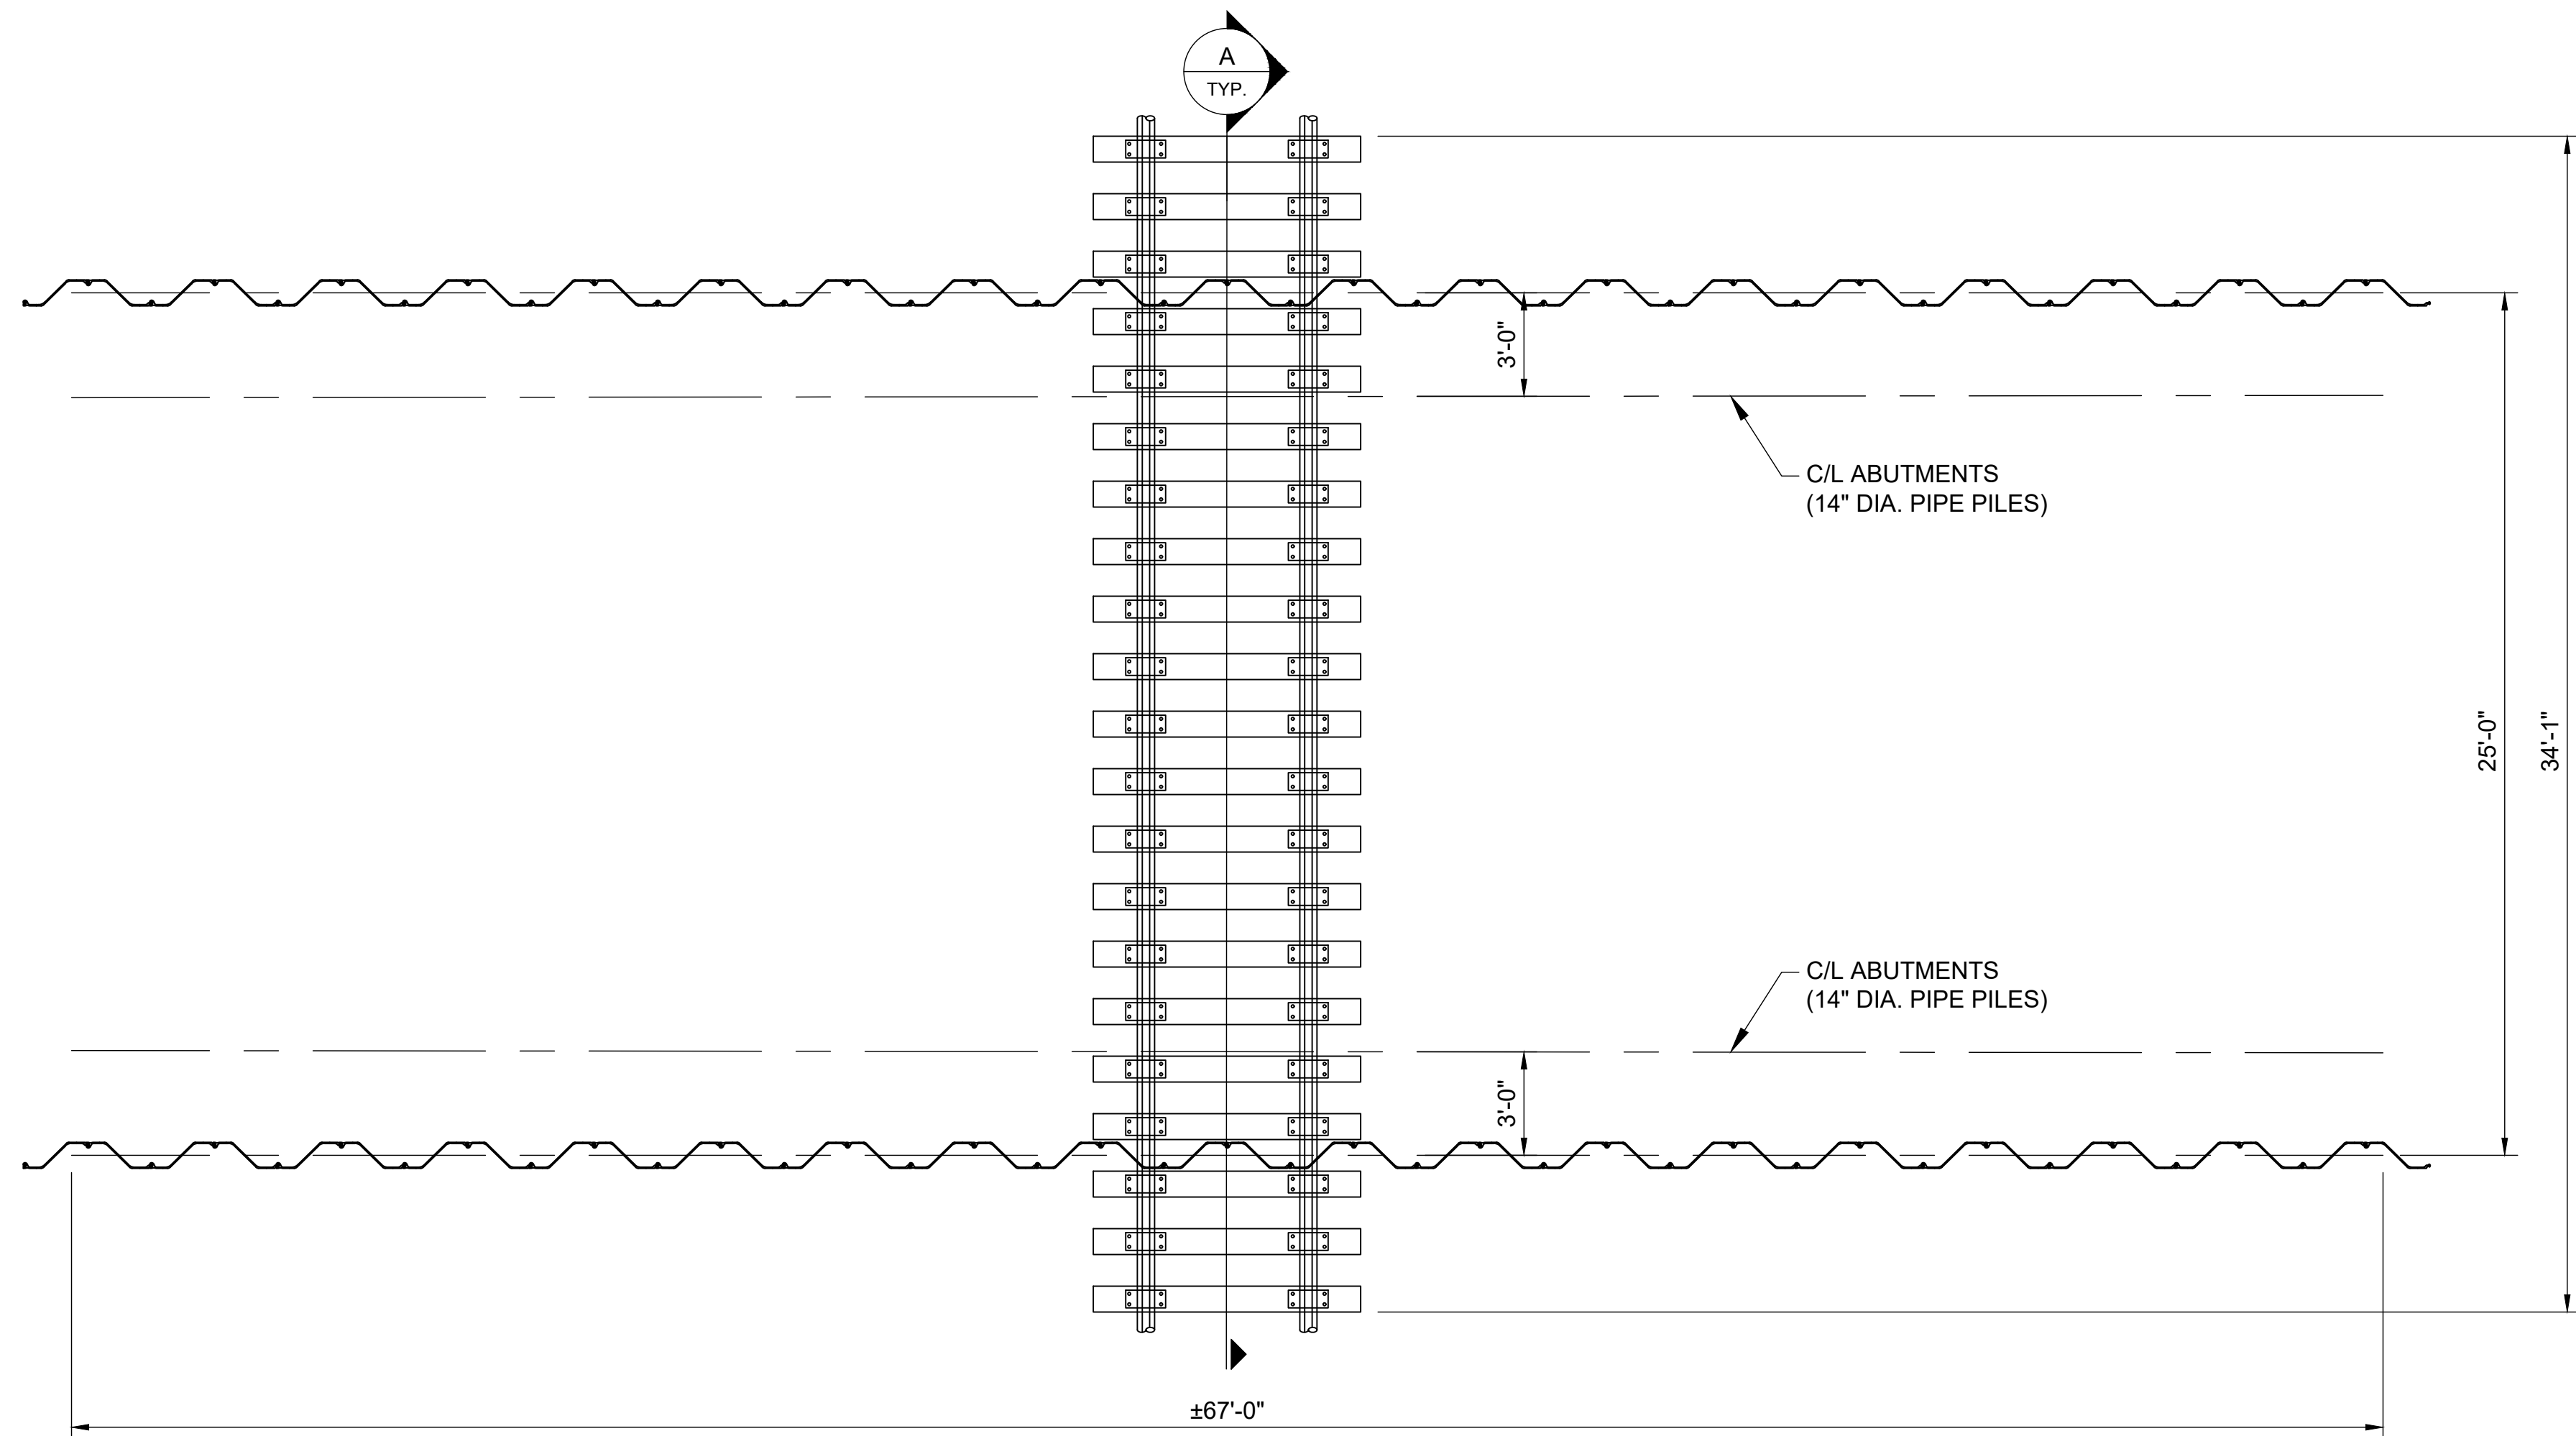 A
TYP.
3'-0"
C/L ABUTMENTS
(14" DIA. PIPE PILES)
25'-0"
34'-1"
C/L ABUTMENTS
(14" DIA. PIPE PILES)
3'-0"
±67'-0"